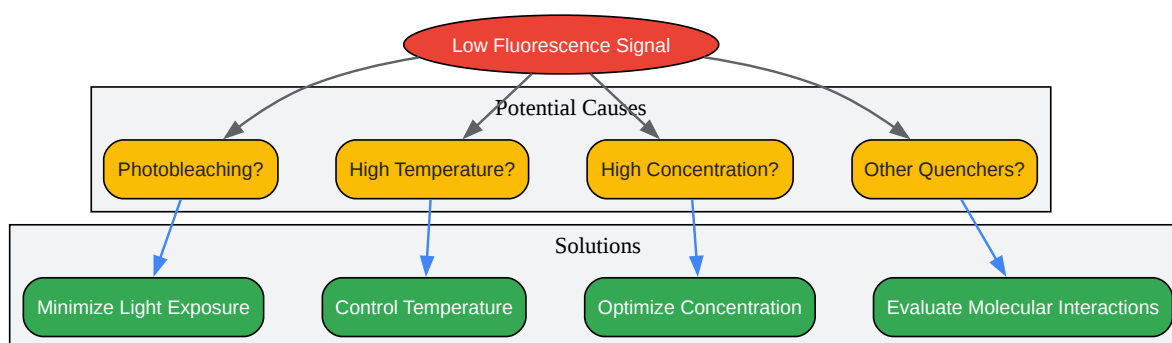 Low Fluorescence Signal
Potential Causes
Photobleaching?
High Temperature?
High Concentration?
Other Quenchers?
Solutions
Minimize Light Exposure
Control Temperature
Optimize Concentration
Evaluate Molecular Interactions